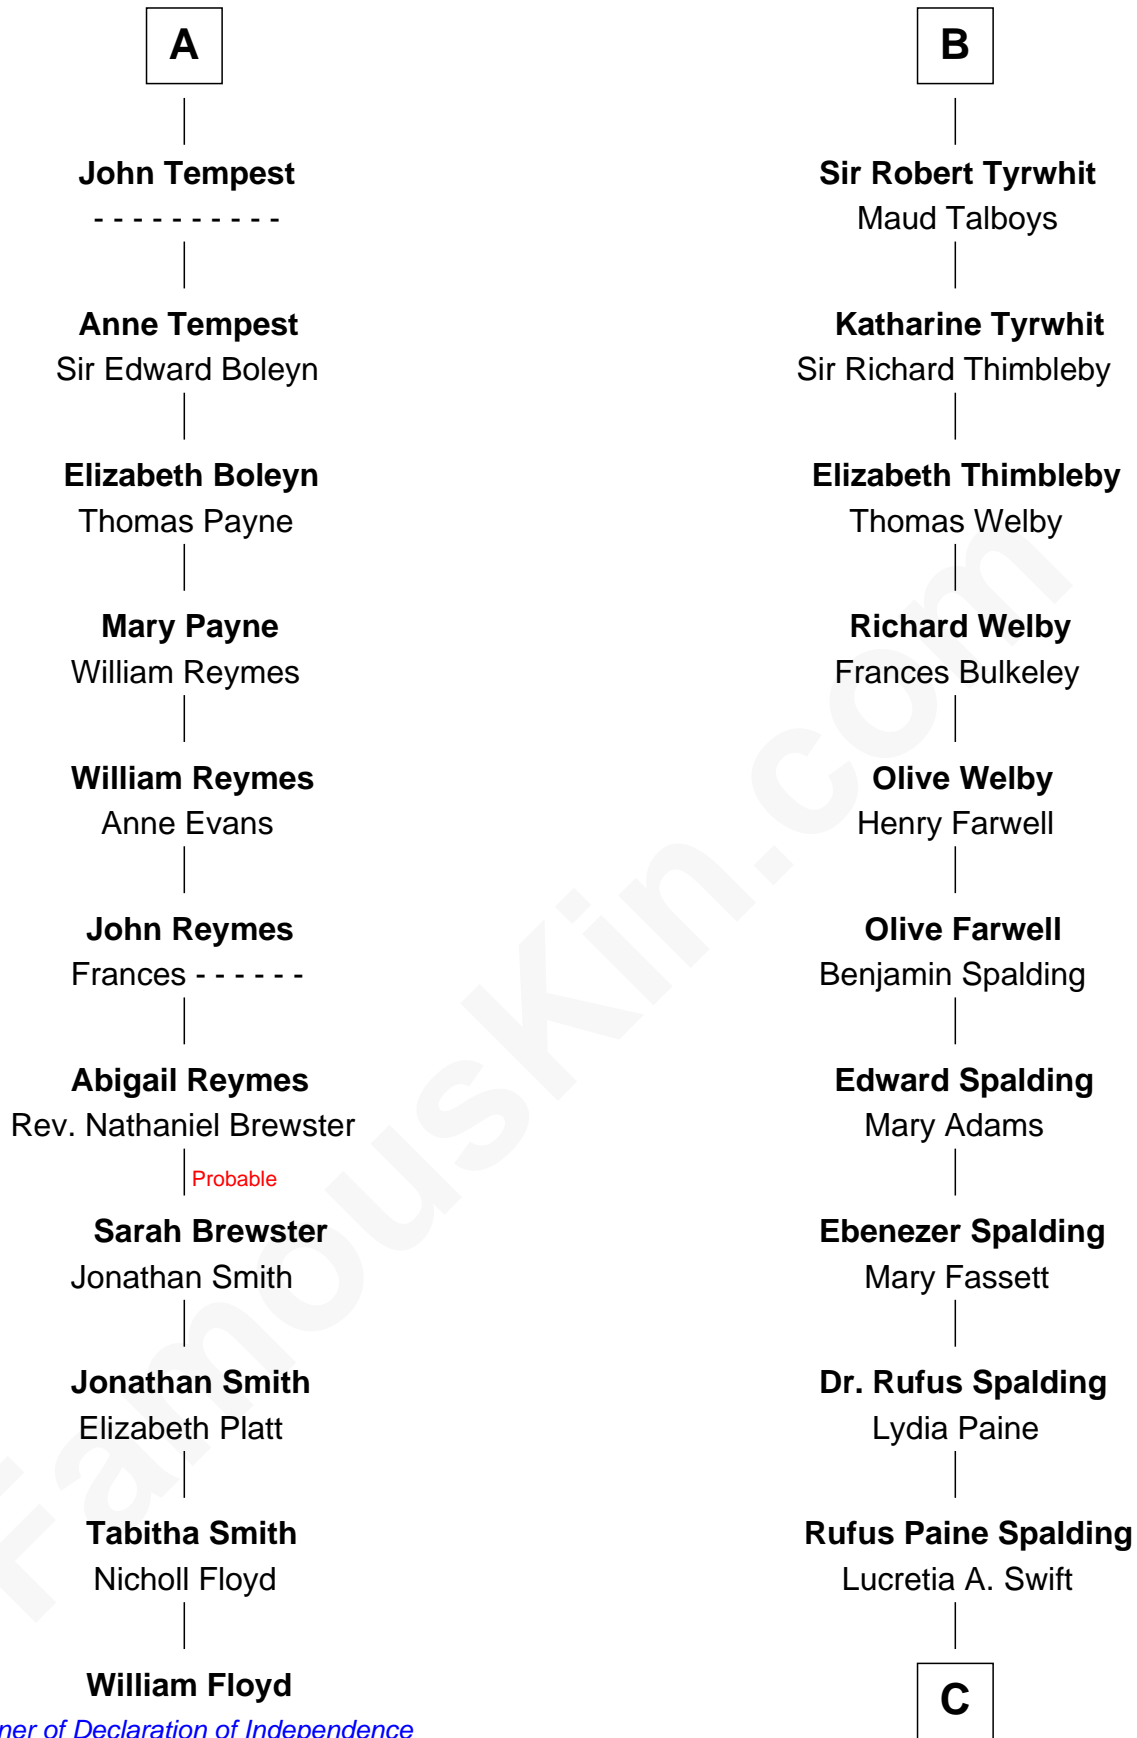 A
John Tempest
- - - - - - - - - -
Anne Tempest
Sir Edward Boleyn
Elizabeth Boleyn
Thomas Payne
Mary Payne
William Reymes
William Reymes
Anne Evans
John Reymes
Frances - - - - - -
Abigail Reymes
Rev. Nathaniel Brewster
Probable
Sarah Brewster
Jonathan Smith
Jonathan Smith
Elizabeth Platt
Tabitha Smith
Nicholl Floyd
William Floyd
ner of Declaration of Independence
B
Sir Robert Tyrwhit
Maud Talboys
Katharine Tyrwhit
Sir Richard Thimbleby
Elizabeth Thimbleby
Thomas Welby
Richard Welby
Frances Bulkeley
Olive Welby
Henry Farwell
Olive Farwell
Benjamin Spalding
Edward Spalding
Mary Adams
Ebenezer Spalding
Mary Fassett
Dr. Rufus Spalding
Lydia Paine
Rufus Paine Spalding
Lucretia A. Swift
C
FamousKin.com